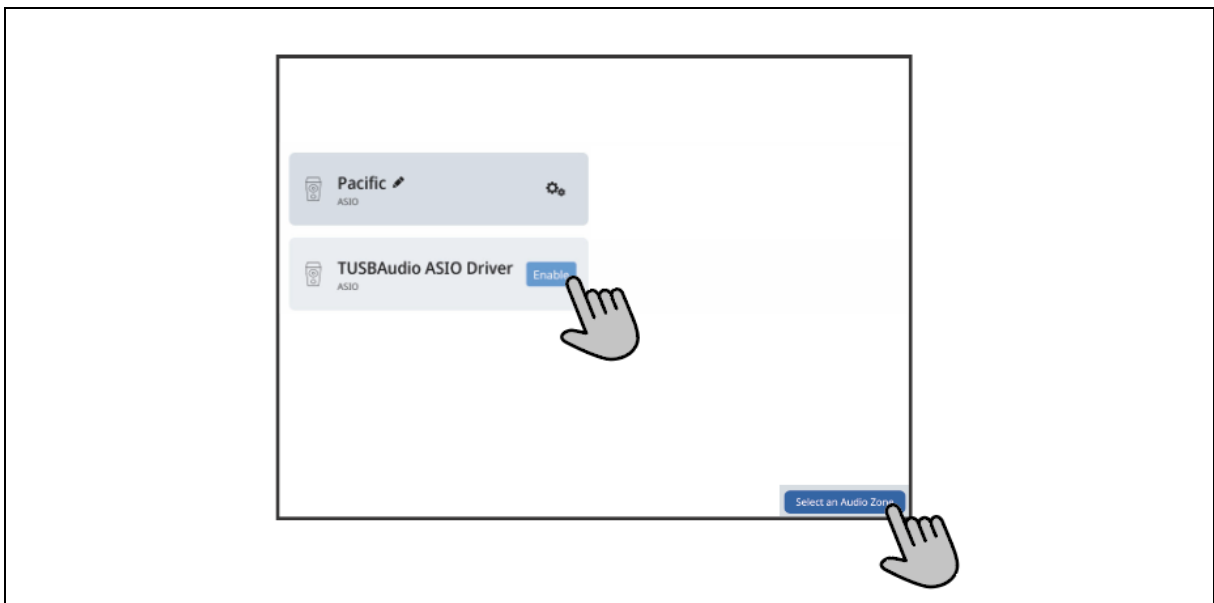 Pacific
ASIO
TUSBAudio ASIO Driver
Enable
ASIO
Select an Audio Zone